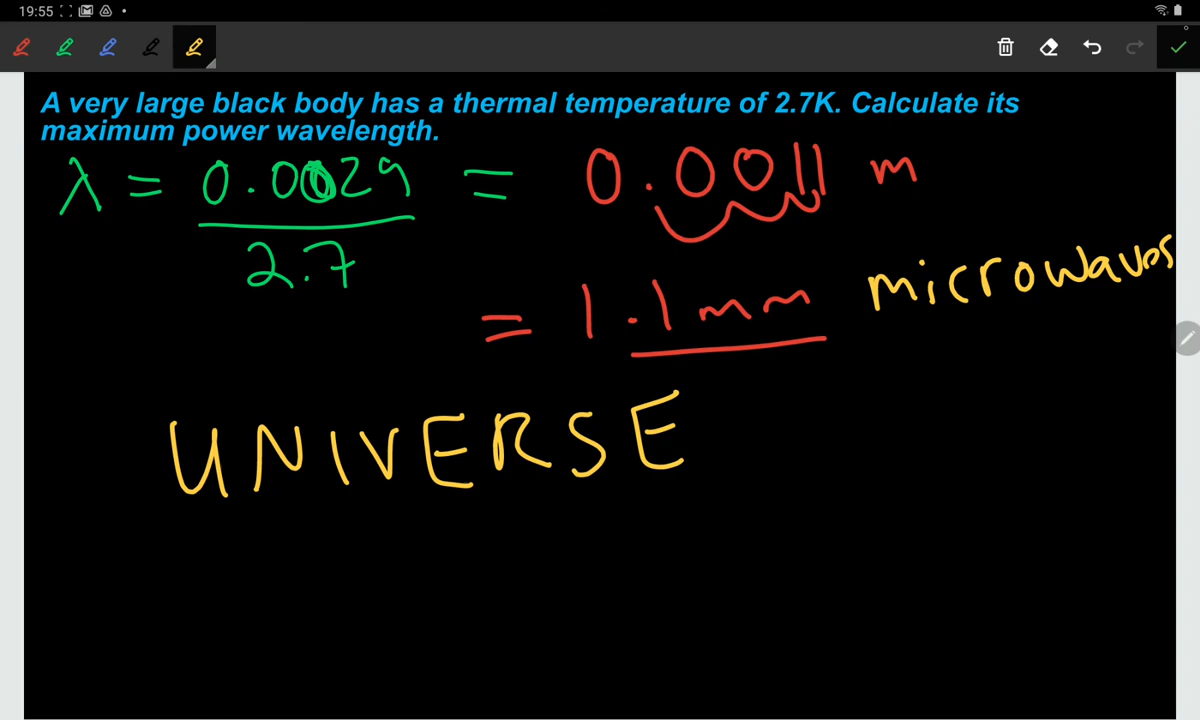 19:55
A very large black body has a thermal temperature of 2.7K. Calculate its
maximum power wavelength.
λ = 0.0029 = 0.0011 m
2.7
= 1.1mm microwaves
UNIVERSE